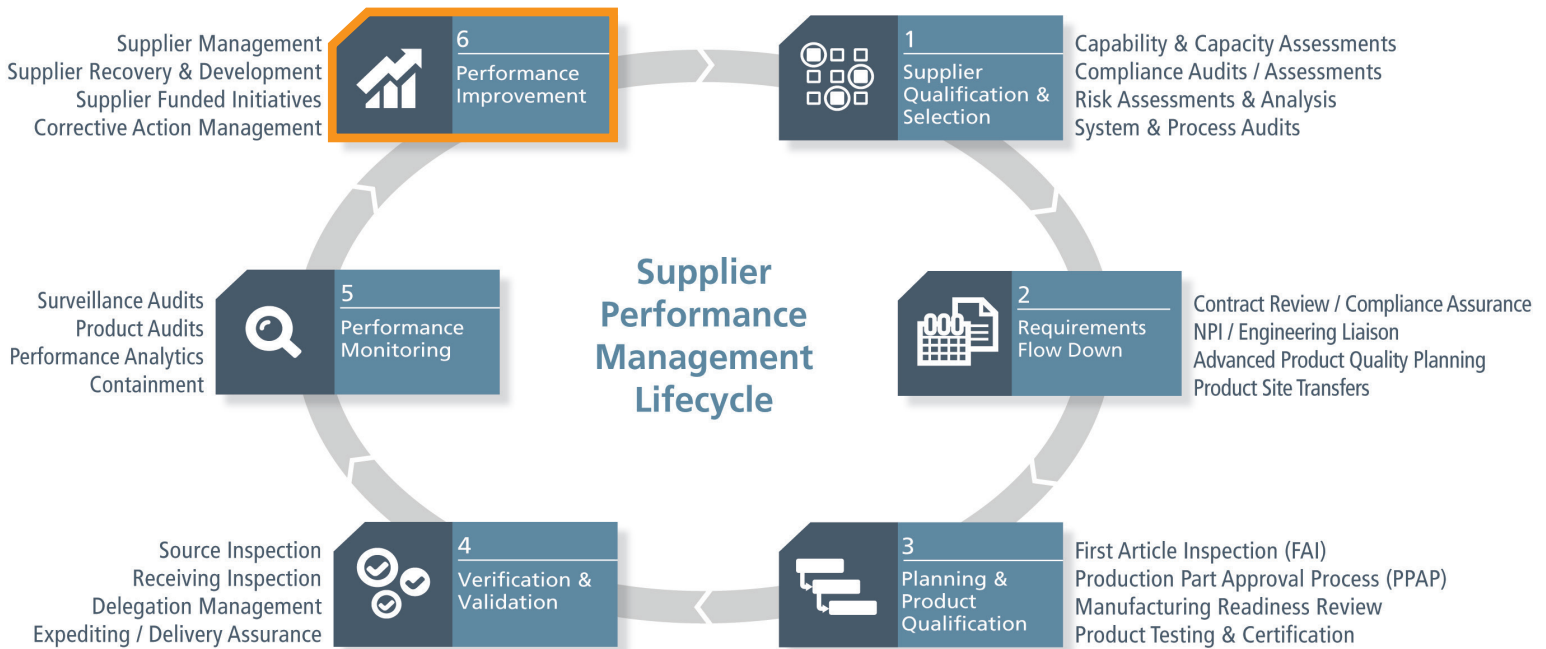 Supplier Management
Supplier Recovery & Development
Supplier Funded Initiatives
Corrective Action Management
6
Performance
Improvement
1
Supplier
Qualification &
Selection
Capability & Capacity Assessments
Compliance Audits / Assessments
Risk Assessments & Analysis
System & Process Audits
Supplier
Performance
Management
Lifecycle
Surveillance Audits
Product Audits
Performance Analytics
Containment
5
Performance
Monitoring
2
Requirements
Flow Down
Contract Review / Compliance Assurance
NPI / Engineering Liaison
Advanced Product Quality Planning
Product Site Transfers
Source Inspection
Receiving Inspection
Delegation Management
Expediting / Delivery Assurance
4
Verification &
Validation
3
Planning &
Product
Qualification
First Article Inspection (FAI)
Production Part Approval Process (PPAP)
Manufacturing Readiness Review
Product Testing & Certification